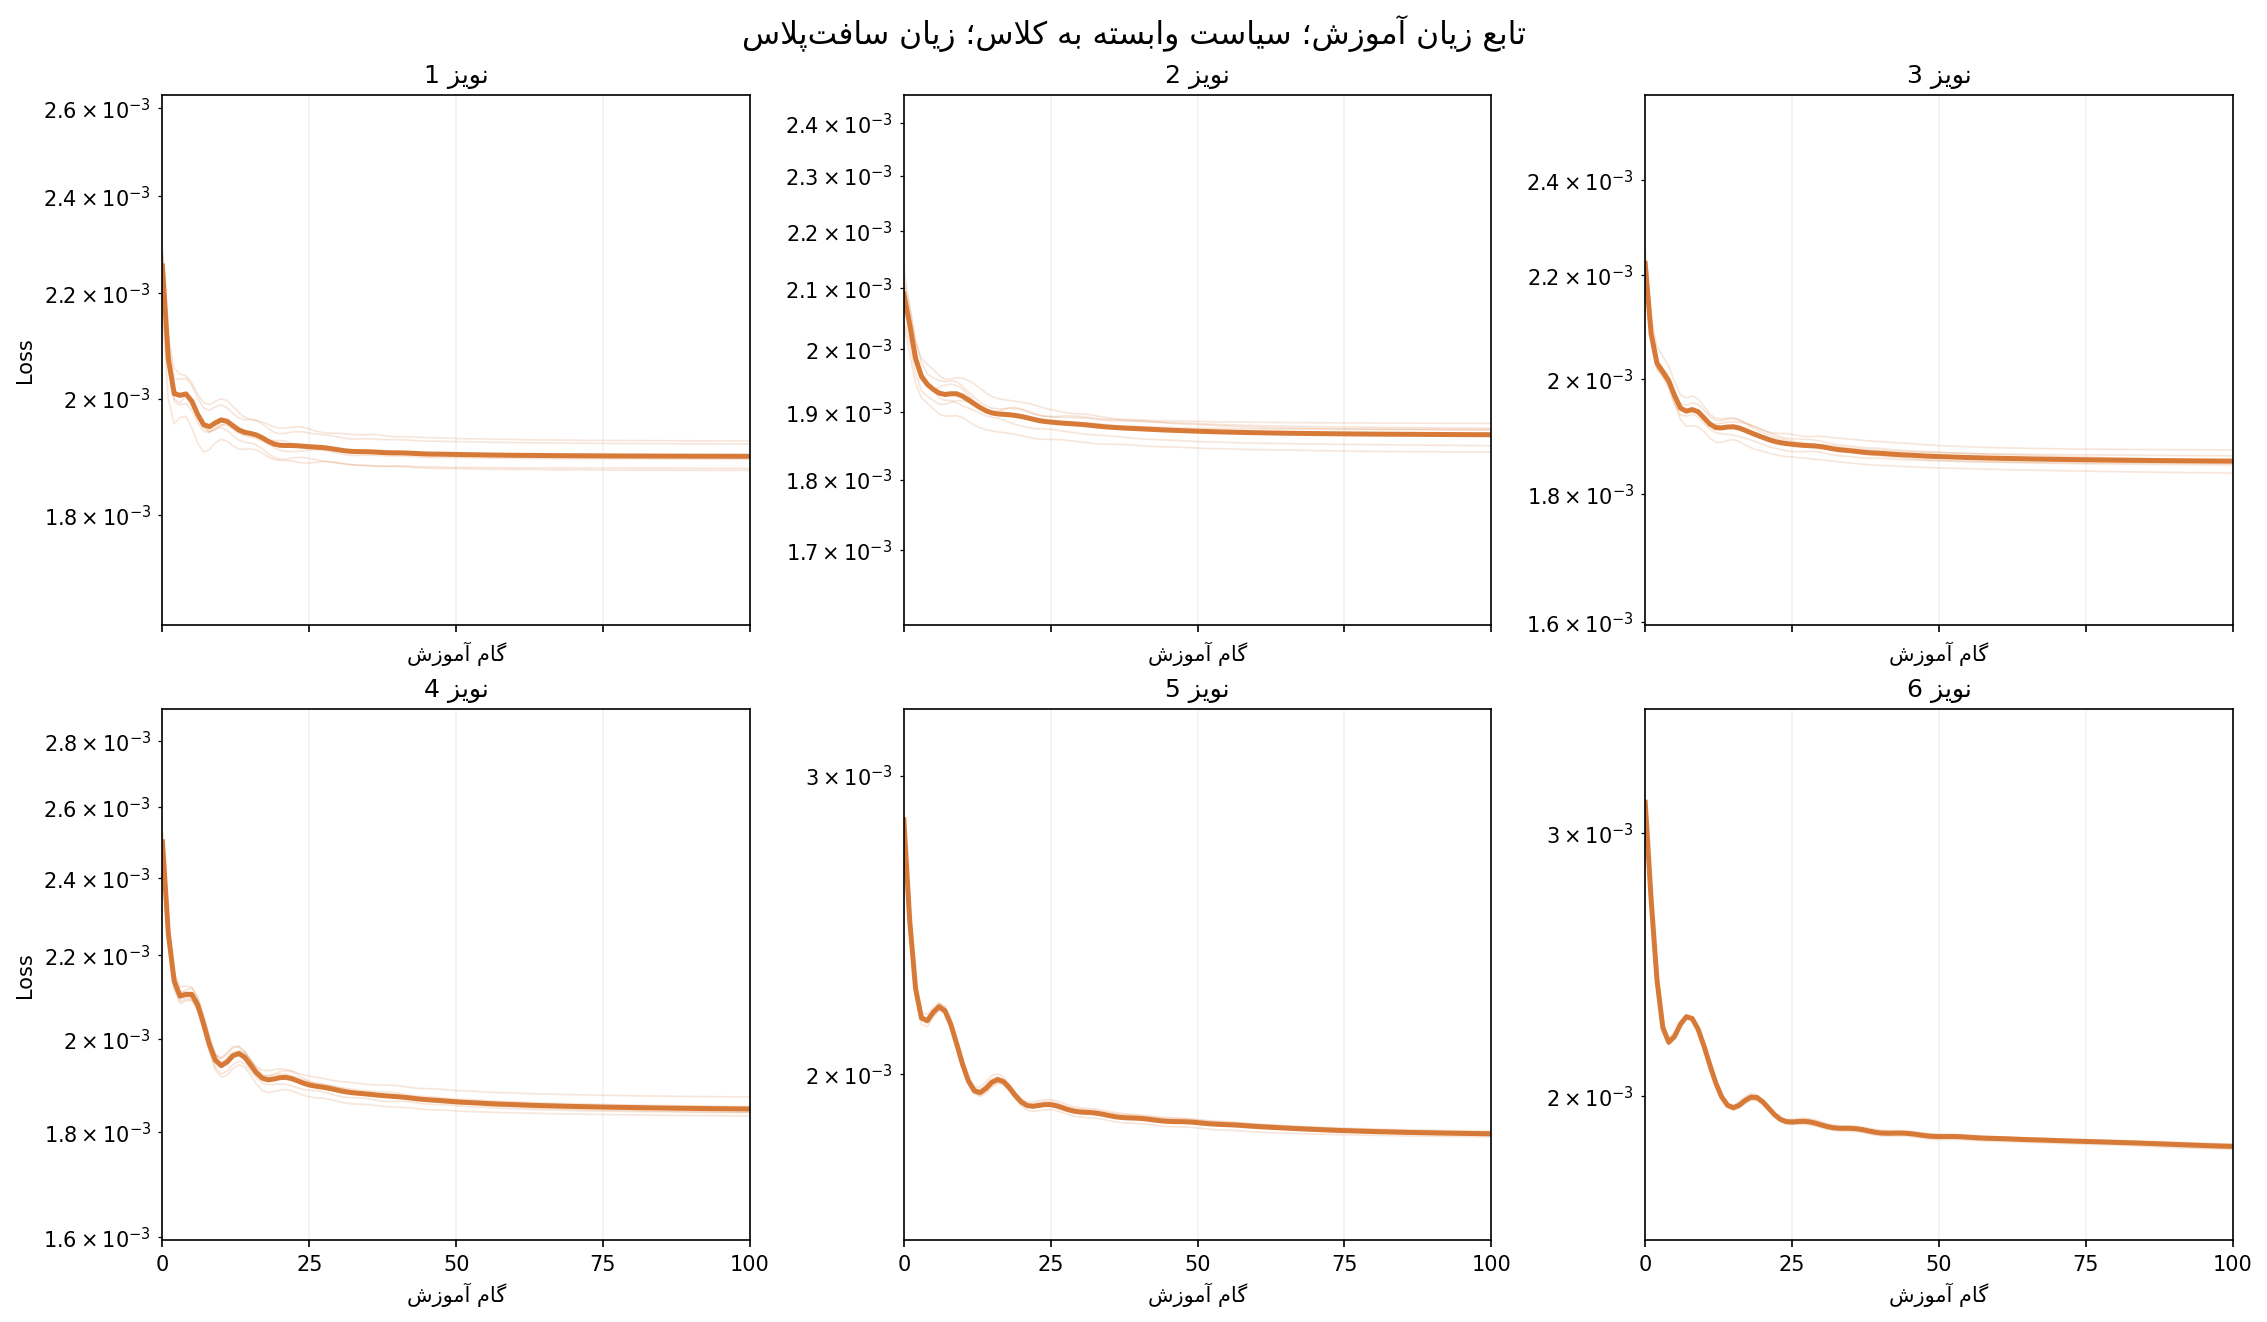 تابع زیان آموزش؛ سیاست وابسته به کلاس؛ زیان سافت‌پلاس
نویز 1
2.6 × 10⁻³
2.4 × 10⁻³
2.2 × 10⁻³
2 × 10⁻³
1.8 × 10⁻³
Loss
گام آموزش
نویز 2
2.4 × 10⁻³
2.3 × 10⁻³
2.2 × 10⁻³
2.1 × 10⁻³
2 × 10⁻³
1.9 × 10⁻³
1.8 × 10⁻³
1.7 × 10⁻³
گام آموزش
نویز 3
2.4 × 10⁻³
2.2 × 10⁻³
2 × 10⁻³
1.8 × 10⁻³
1.6 × 10⁻³
گام آموزش
نویز 4
2.8 × 10⁻³
2.6 × 10⁻³
2.4 × 10⁻³
2.2 × 10⁻³
2 × 10⁻³
1.8 × 10⁻³
1.6 × 10⁻³
Loss
0 25 50 75 100
گام آموزش
نویز 5
3 × 10⁻³
2 × 10⁻³
0 25 50 75 100
گام آموزش
نویز 6
3 × 10⁻³
2 × 10⁻³
0 25 50 75 100
گام آموزش